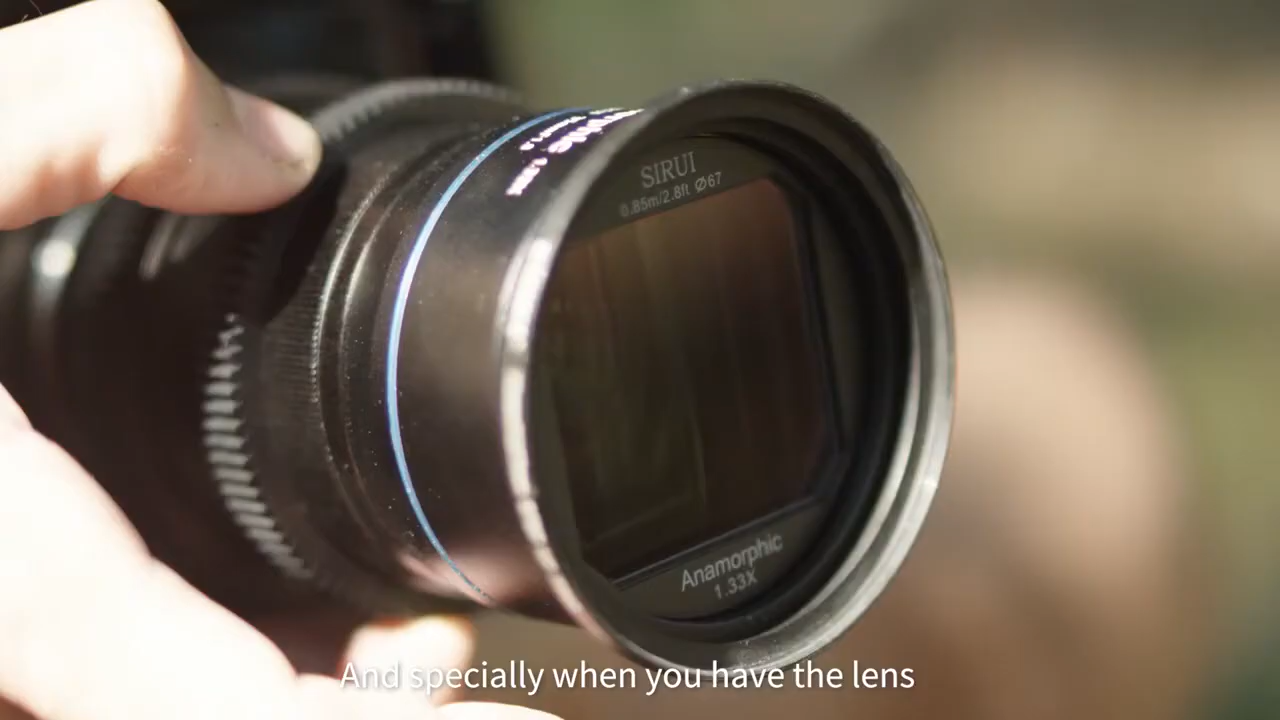 SIRUI
0.85m/2.8ft Ø67
Anamorphic
1.33X
And specially when you have the lens